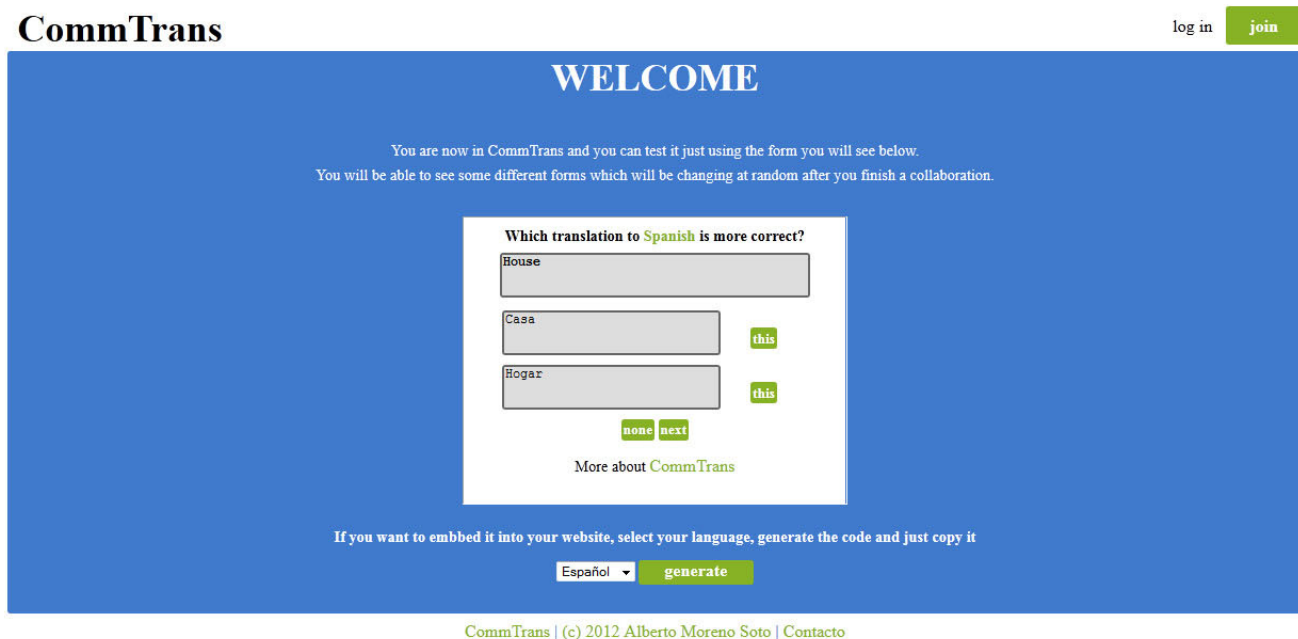 CommTrans
log in
join
WELCOME
You are now in CommTrans and you can test it just using the form you will see below.
You will be able to see some different forms which will be changing at random after you finish a collaboration.
Which translation to Spanish is more correct?
House
Casa
this
Hogar
this
none next
More about CommTrans
If you want to embbed it into your website, select your language, generate the code and just copy it
Español
generate
CommTrans | (c) 2012 Alberto Moreno Soto | Contacto